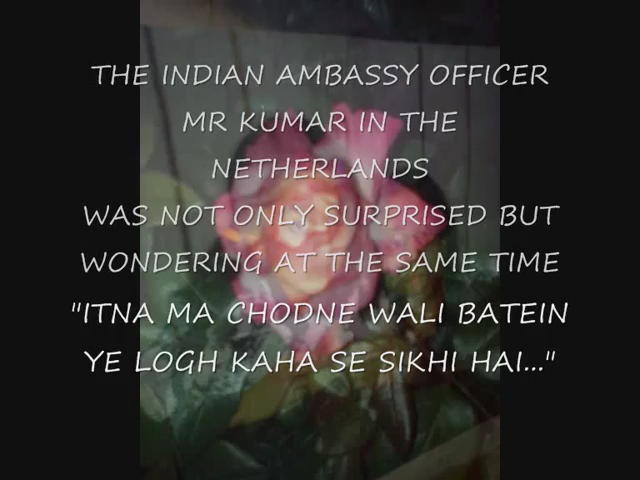 THE INDIAN AMBASSY OFFICER
MR KUMAR IN THE
NETHERLANDS
WAS NOT ONLY SURPRISED BUT
WONDERING AT THE SAME TIME
"ITNA MA CHODNE WALI BATEIN
YE LOGH KAHA SE SIKHI HAI..."